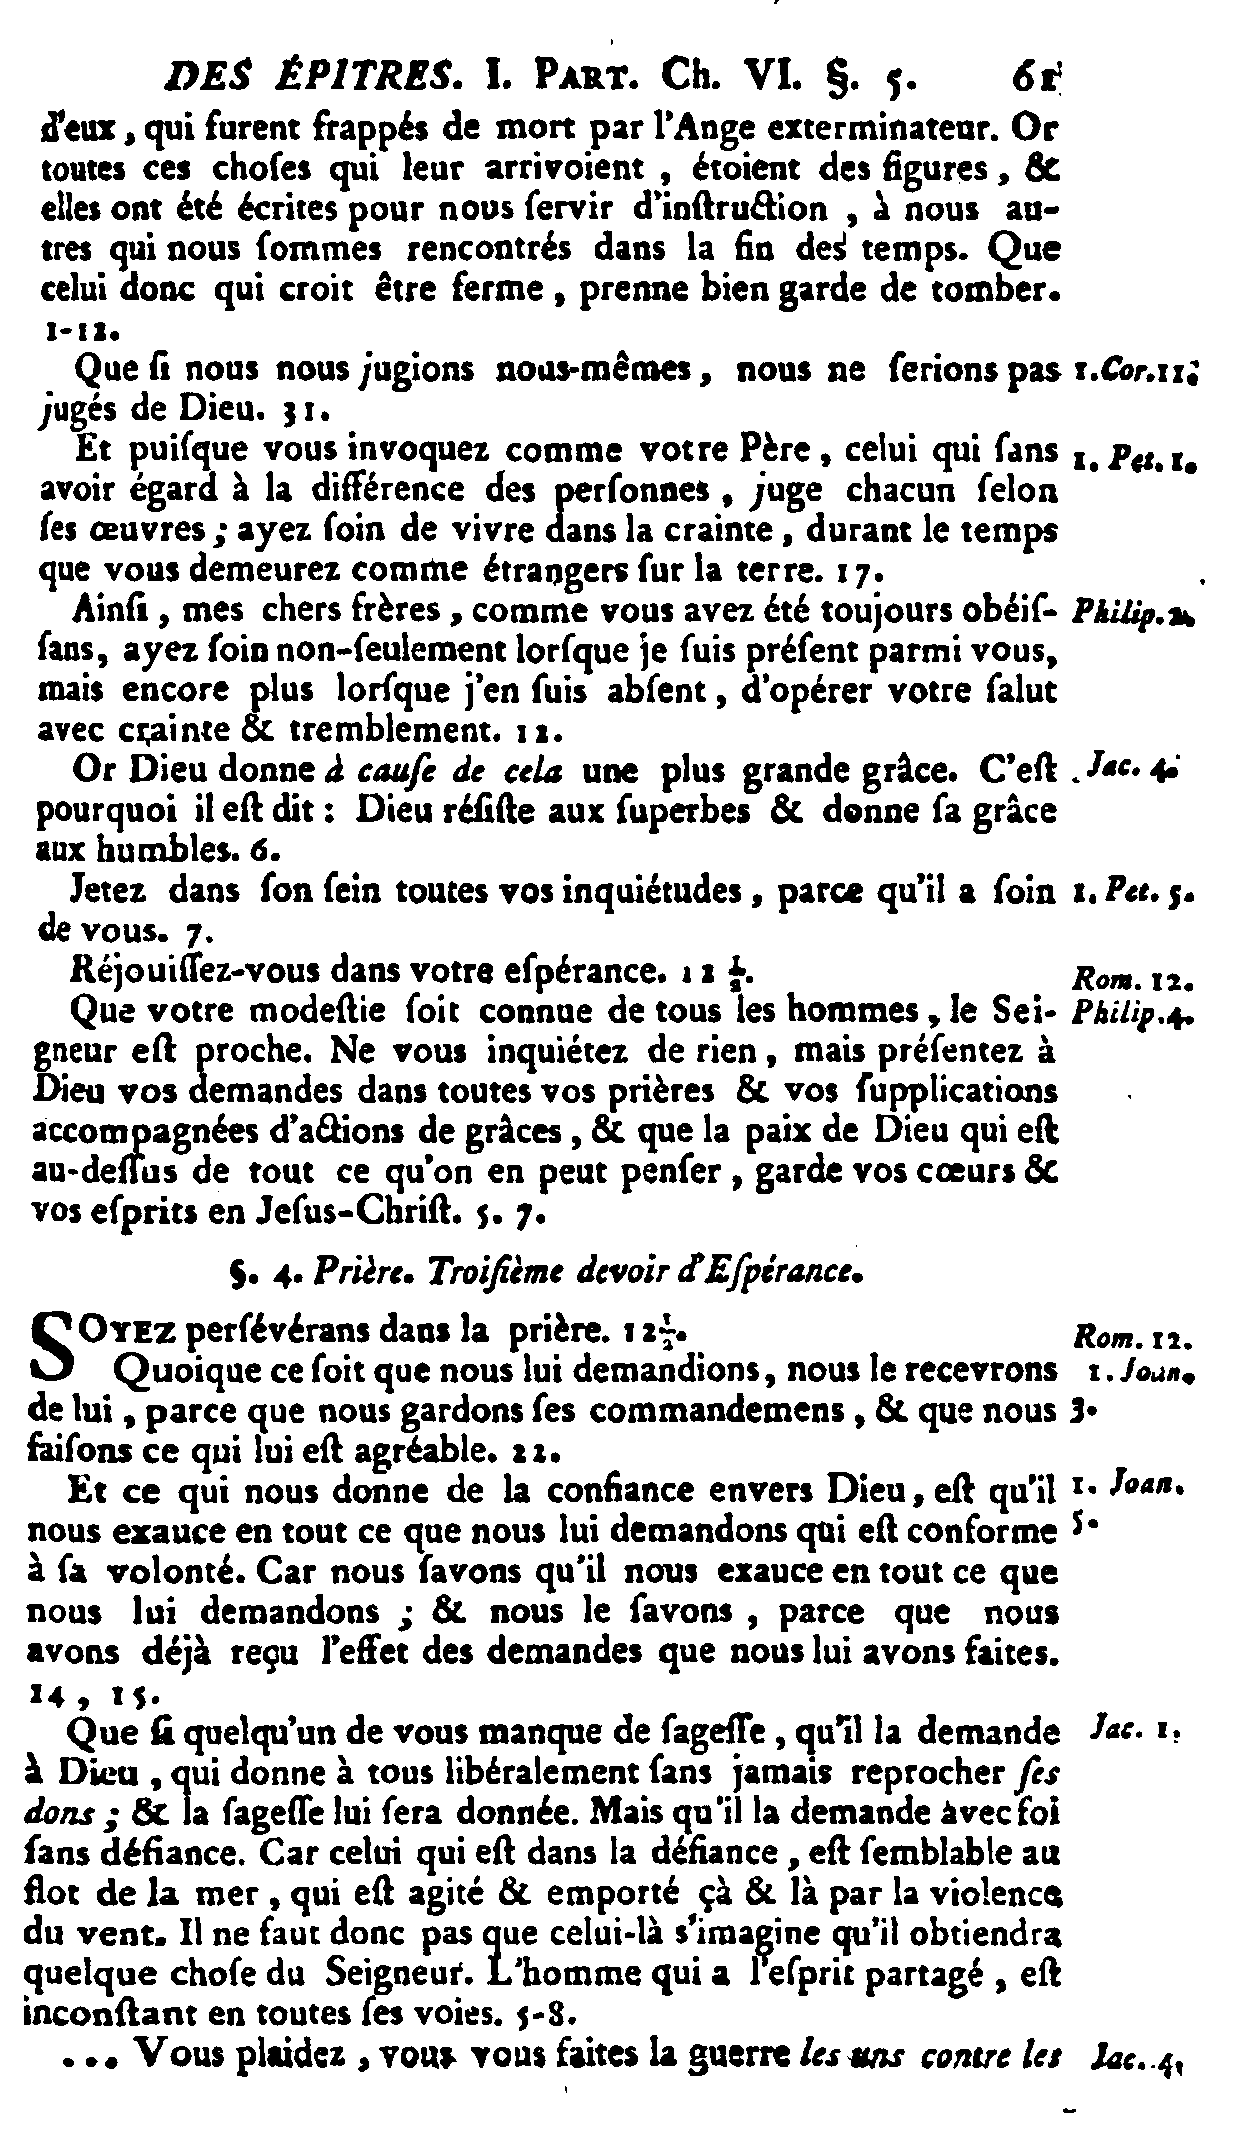 DES ÉPITRES. I. PART. Ch. VI. §. 5. 61
d'eux, qui furent frappés de mort par l'Ange exterminateur. Or
toutes ces choſes qui leur arrivoient, étoient des figures, &
elles ont été écrites pour nous ſervir d'inſtruction, à nous au-
tres qui nous ſommes rencontrés dans la fin des temps. Que
celui donc qui croit être ferme, prenne bien garde de tomber.
1-12.
Que ſi nous nous jugions nous-mêmes, nous ne ſerions pas 1. Cor. 11.
jugés de Dieu. 31.
Et puiſque vous invoquez comme votre Père, celui qui ſans 1. Pet. 1.
avoir égard à la différence des perſonnes, juge chacun ſelon
ſes œuvres; ayez ſoin de vivre dans la crainte, durant le temps
que vous demeurez comme étrangers ſur la terre. 17.
Ainſi, mes chers frères, comme vous avez été toujours obéiſ- Philip. 2.
ſans, ayez ſoin non-ſeulement lorſque je ſuis préſent parmi vous,
mais encore plus lorſque j'en ſuis abſent, d'opérer votre ſalut
avec crainte & tremblement. 12.
Or Dieu donne à cauſe de cela une plus grande grâce. C'eſt Jac. 4.
pourquoi il eſt dit: Dieu réſiſte aux ſuperbes & donne ſa grâce
aux humbles. 6.
Jetez dans ſon ſein toutes vos inquiétudes, parce qu'il a ſoin 1. Pet. 5.
de vous. 7.
Réjouiſſez-vous dans votre eſpérance. 12 ½. Rom. 12.
Que votre modeſtie ſoit connue de tous les hommes, le Sei- Philip. 4.
gneur eſt proche. Ne vous inquiétez de rien, mais préſentez à
Dieu vos demandes dans toutes vos prières & vos ſupplications
accompagnées d'actions de grâces, & que la paix de Dieu qui eſt
au-deſſus de tout ce qu'on en peut penſer, garde vos cœurs &
vos eſprits en Jeſus-Chriſt. 5. 7.
§. 4. Prière. Troiſième devoir d'Eſpérance.
SOYEZ perſévérans dans la prière. 12½. Rom. 12.
Quoique ce ſoit que nous lui demandions, nous le recevrons 1. Joan.
de lui, parce que nous gardons ſes commandemens, & que nous 3.
faiſons ce qui lui eſt agréable. 22.
Et ce qui nous donne de la confiance envers Dieu, eſt qu'il 1. Joan.
nous exauce en tout ce que nous lui demandons qui eſt conforme 5.
à ſa volonté. Car nous ſavons qu'il nous exauce en tout ce que
nous lui demandons; & nous le ſavons, parce que nous
avons déjà reçu l'effet des demandes que nous lui avons faites.
14, 15.
Que ſi quelqu'un de vous manque de ſageſſe, qu'il la demande Jac. 1.
à Dieu, qui donne à tous libéralement ſans jamais reprocher ſes
dons; & la ſageſſe lui ſera donnée. Mais qu'il la demande avec foi
ſans défiance. Car celui qui eſt dans la défiance, eſt ſemblable au
flot de la mer, qui eſt agité & emporté çà & là par la violence
du vent. Il ne faut donc pas que celui-là s'imagine qu'il obtiendra
quelque choſe du Seigneur. L'homme qui a l'eſprit partagé, eſt
inconſtant en toutes ſes voies. 5-8.
... Vous plaidez, vous vous faites la guerre les uns contre les Jac. 4.